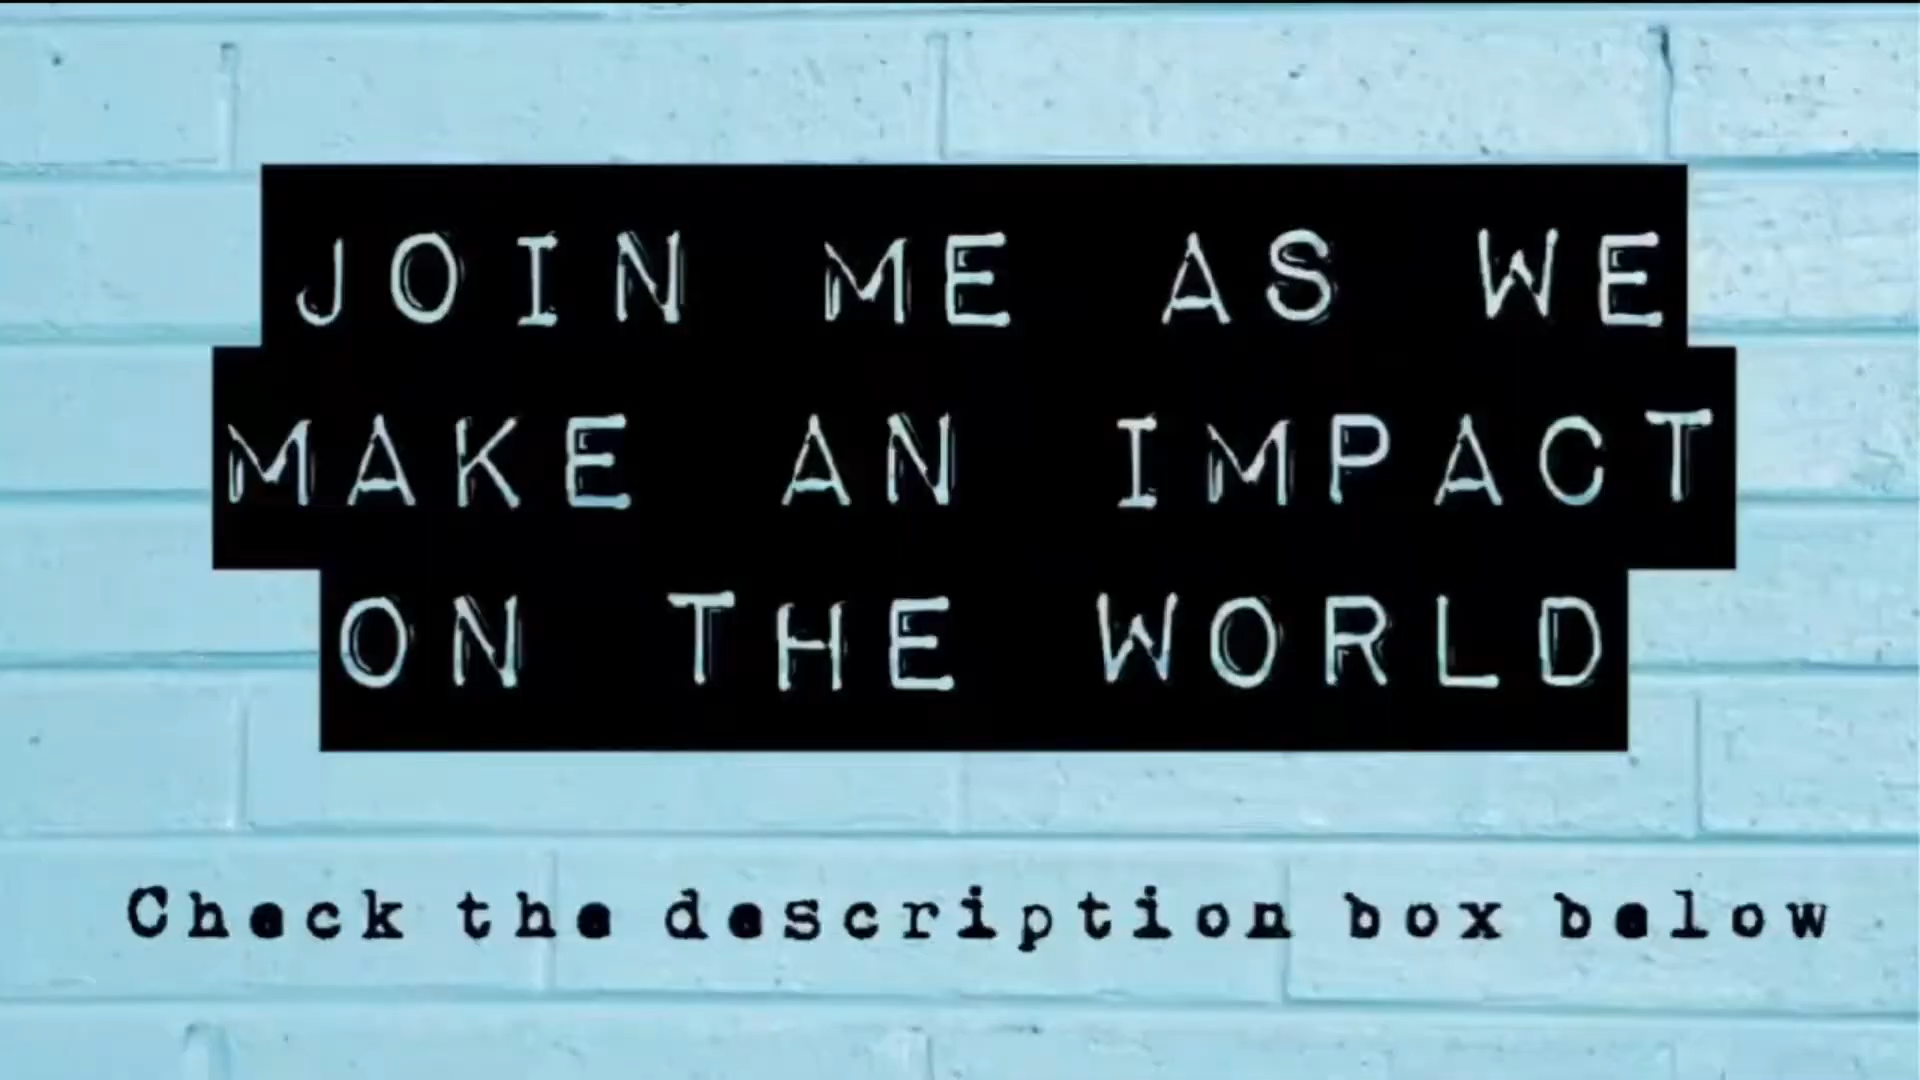 JOIN ME AS WE
MAKE AN IMPACT
ON THE WORLD
Check the description box below